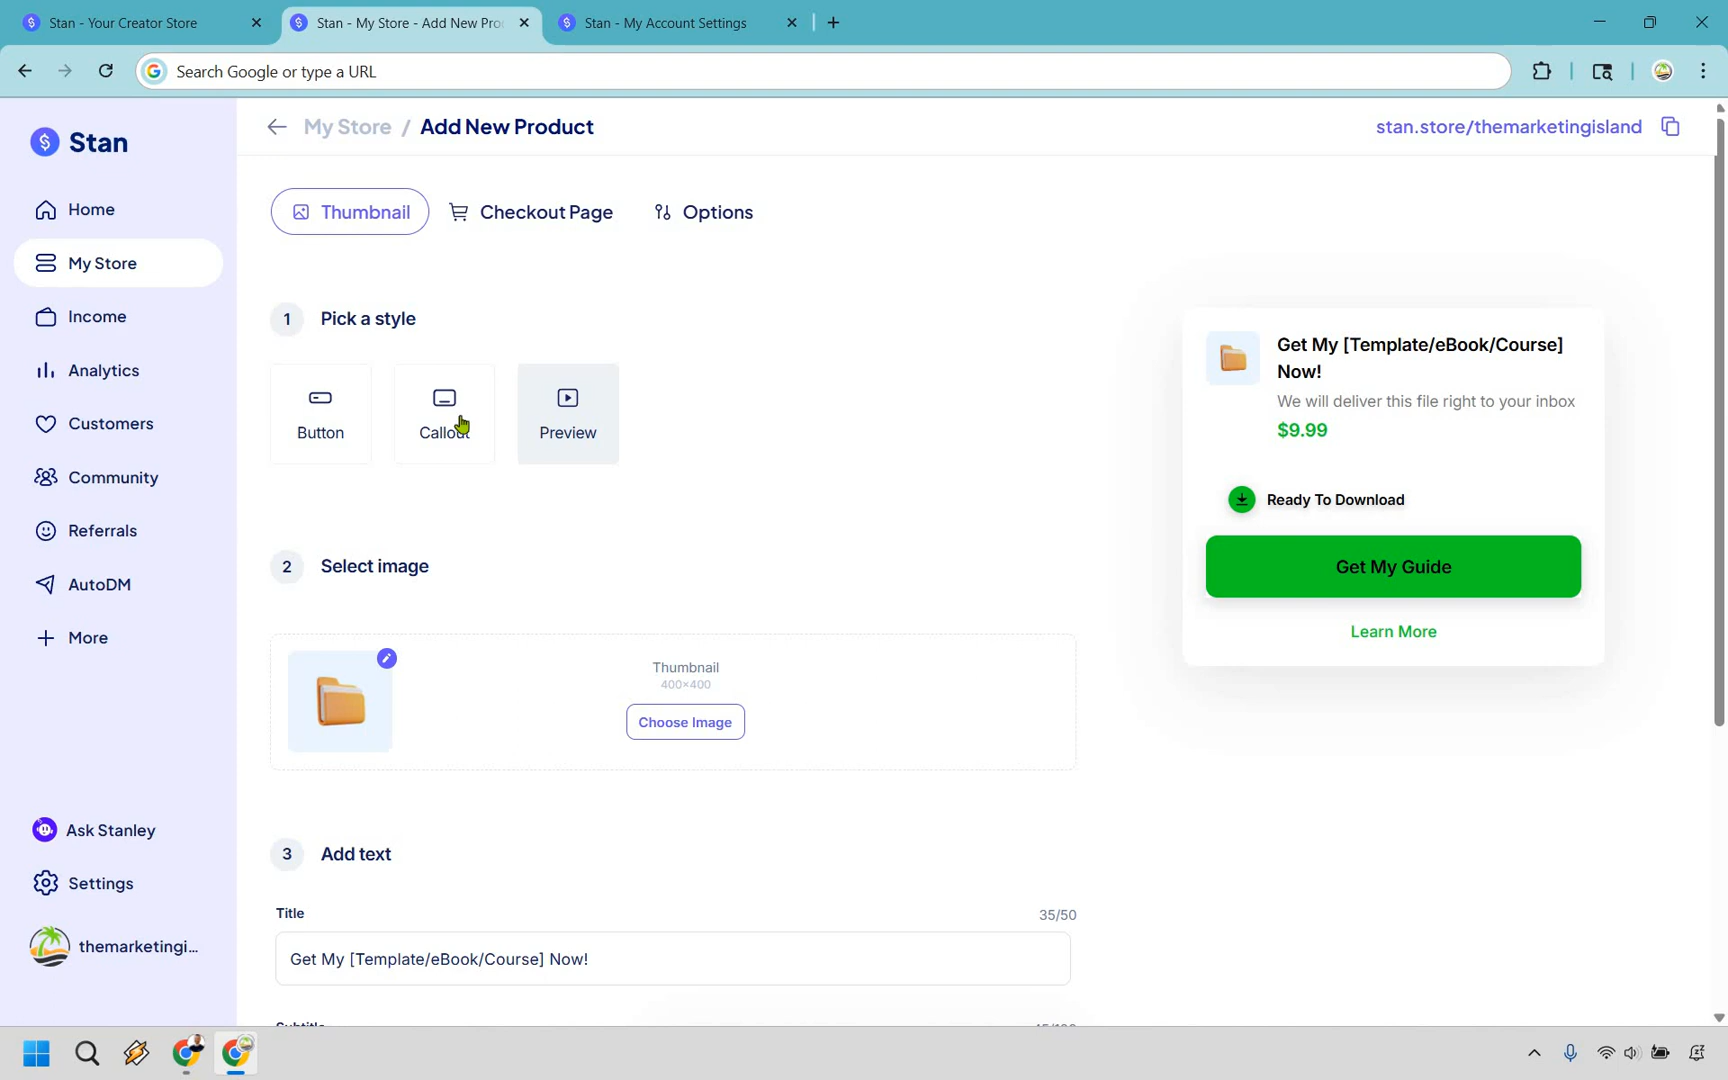 Stan - Your Creator Store
Stan - My Store - Add New Pro
Stan - My Account Settings
Search Google or type a URL
Stan
My Store / Add New Product
stan.store/themarketingisland
Home
My Store
Income
Analytics
Customers
Community
Referrals
AutoDM
More
Ask Stanley
Settings
themarketingi...
Thumbnail
Checkout Page
Options
1 Pick a style
Button
Callout
Preview
2 Select image
Thumbnail
400×400
Choose Image
3 Add text
Title
35/50
Get My [Template/eBook/Course] Now!
Subtitle
Get My [Template/eBook/Course]
Now!
We will deliver this file right to your inbox
$9.99
Ready To Download
Get My Guide
Learn More